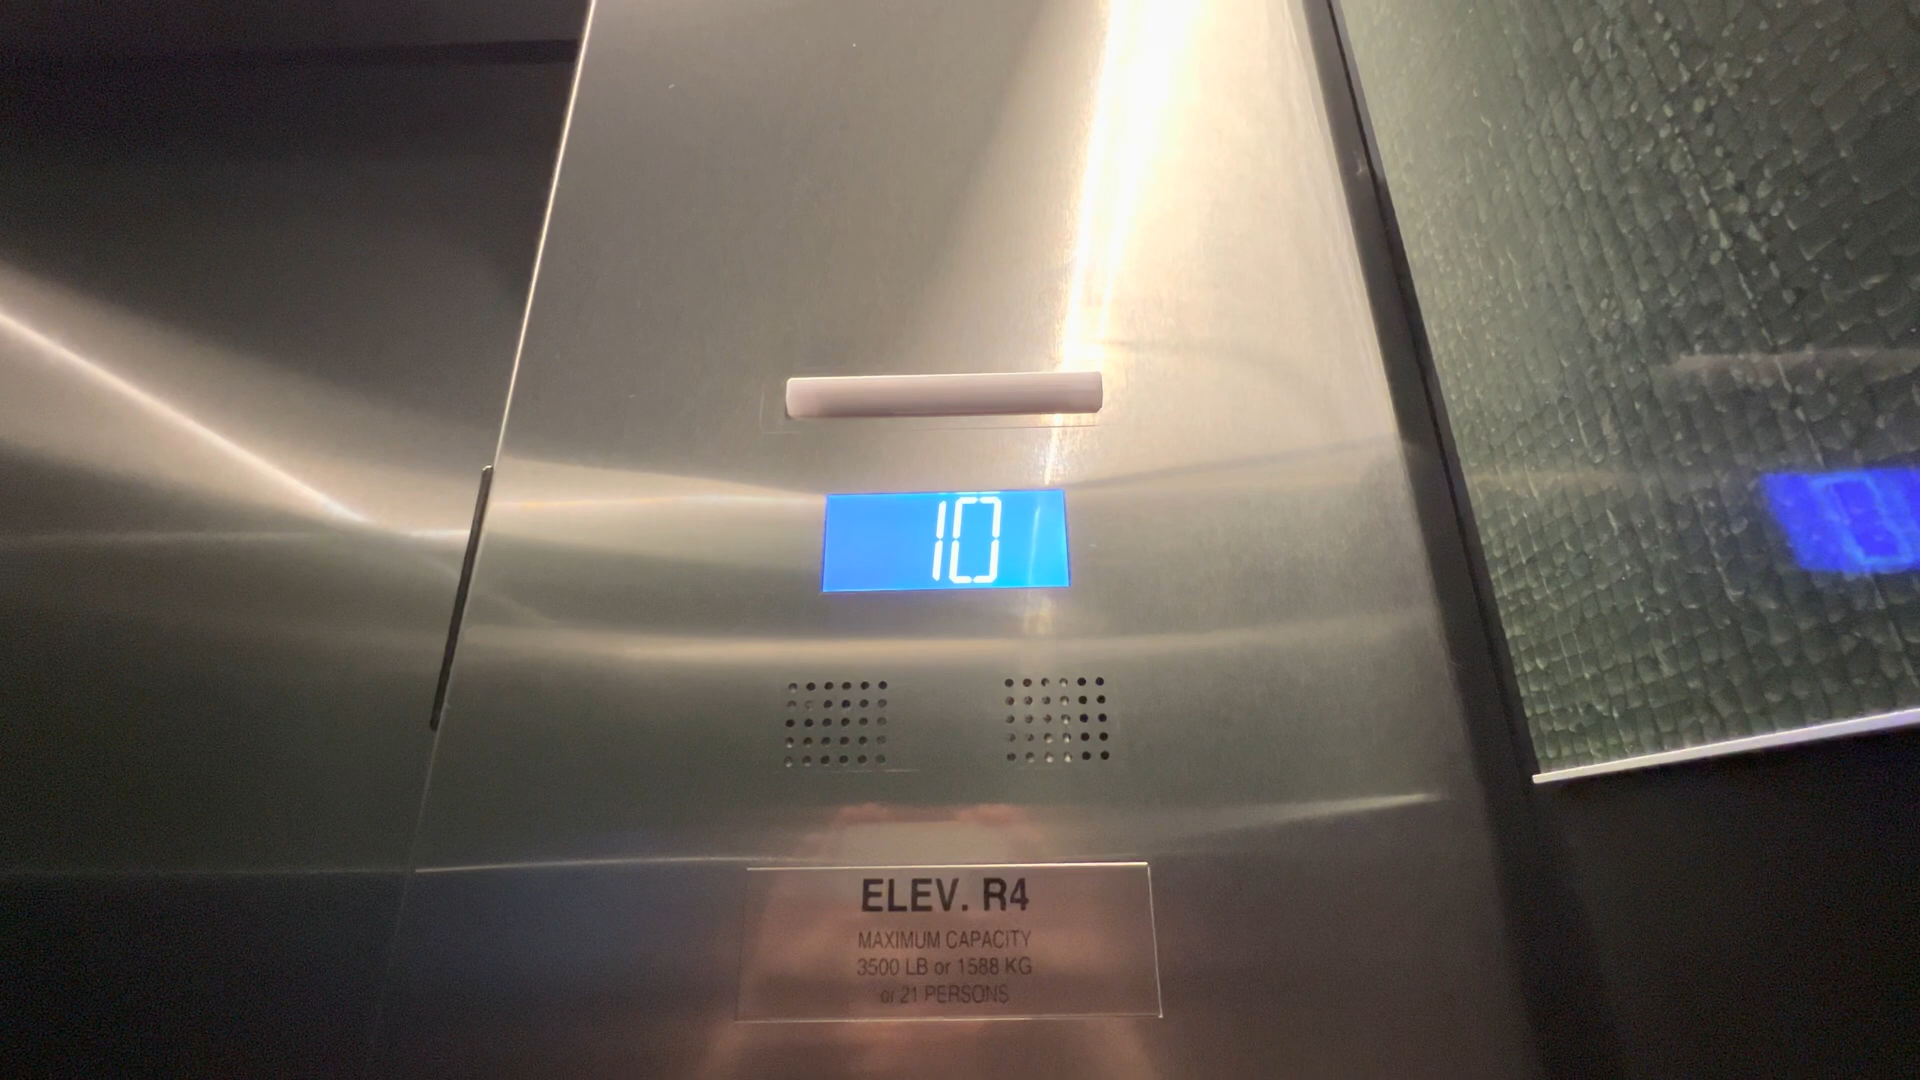 10
ELEV. R4
MAXIMUM CAPACITY
3500 LB or 1588 KG
or 21 PERSONS